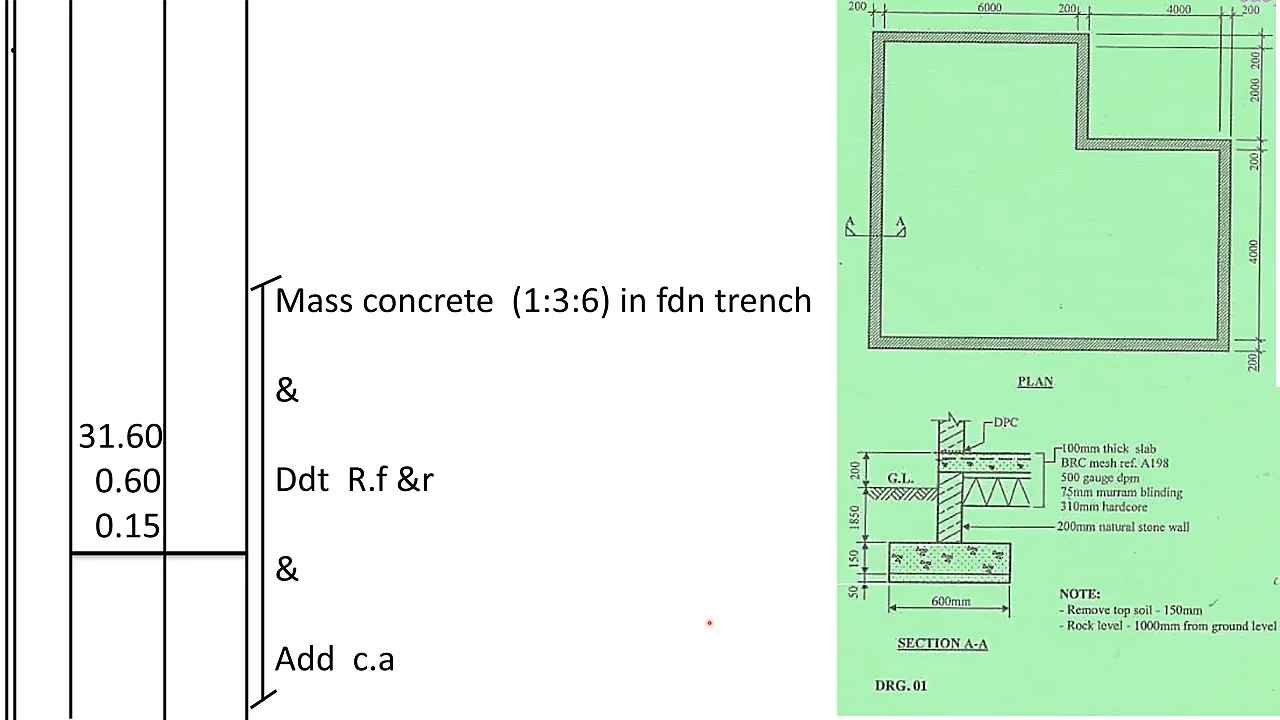 31.60
0.60
0.15
Mass concrete (1:3:6) in fdn trench
&
Ddt R.f &r
&
Add c.a
200 6000 200 4000 200
200
2000
200
4000
200
A A
PLAN
DPC
100mm thick slab
BRC mesh ref. A198
500 gauge dpm
75mm murram blinding
310mm hardcore
200mm natural stone wall
G.L.
200
1850
150
50
600mm
SECTION A-A
NOTE:
- Remove top soil - 150mm
- Rock level - 1000mm from ground level
DRG. 01